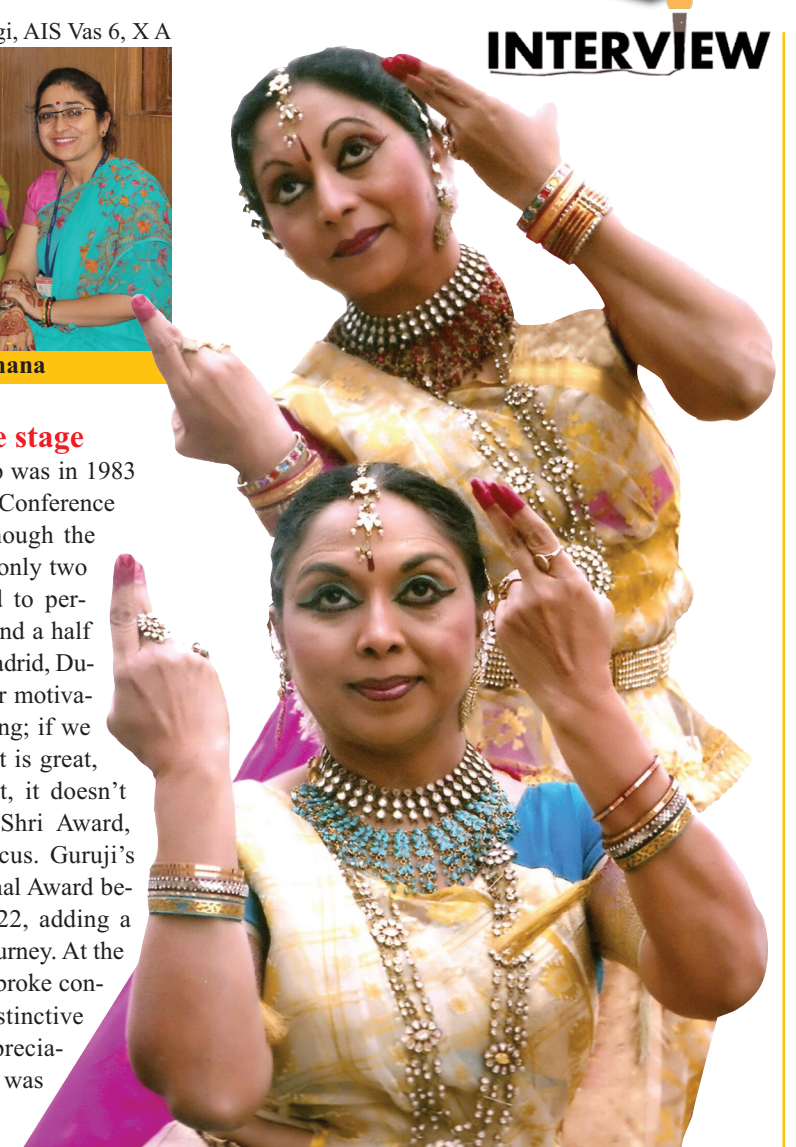 gi, AIS Vas 6, X A
INTERVIEW
nana
e stage
o was in 1983
Conference
hough the
only two
d to per-
nd a half
adrid, Du-
r motiva-
ng; if we
t is great,
t, it doesn’t
Shri Award,
cus. Guruji’s
nal Award be-
22, adding a
urney. At the
broke con-
stinctive
precia-
was